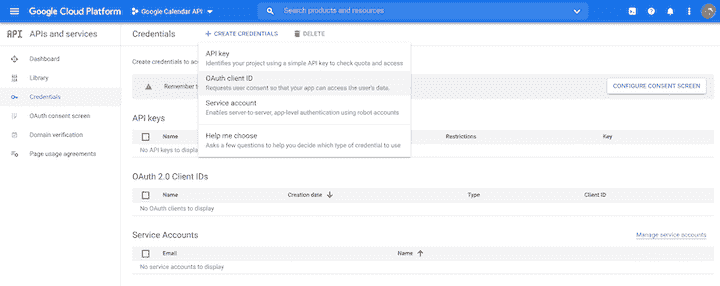 Google Cloud Platform
Google Calendar API
Search products and resources
API APIs and services
Credentials
+ CREATE CREDENTIALS
DELETE
Dashboard
Library
Credentials
OAuth consent screen
Domain verification
Page usage agreements
Create credentials to ac
API key
Identifies your project using a simple API key to check quota and access
OAuth client ID
Requests user consent so that your app can access the user's data.
Service account
Enables server-to-server, app-level authentication using robot accounts
Help me choose
Asks a few questions to help you decide which type of credential to use
Remember t
CONFIGURE CONSENT SCREEN
API keys
Name
Restrictions
Key
No API keys to displa
OAuth 2.0 Client IDs
Name
Creation date
Type
Client ID
No OAuth clients to display
Service Accounts
Manage service accounts
Email
Name
No service accounts to display